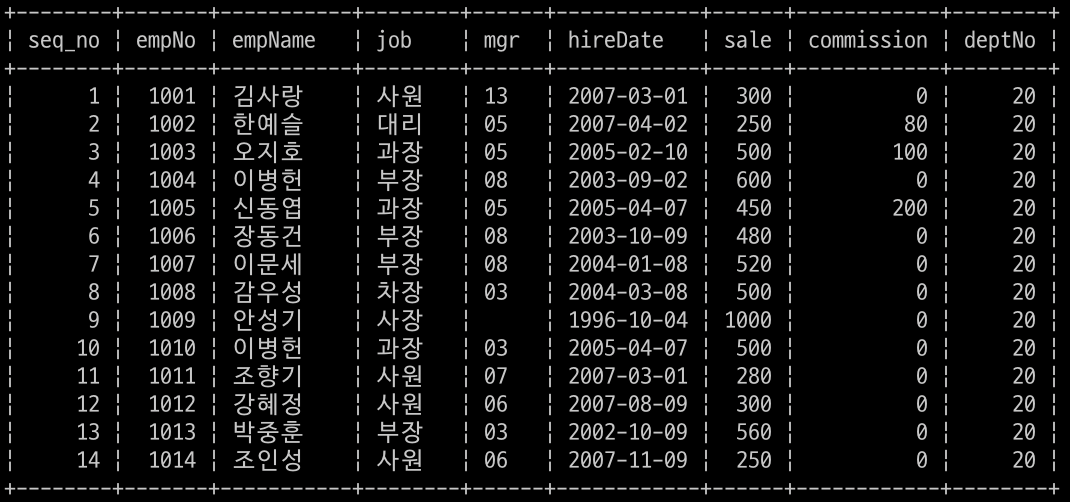 seq_no empNo empName job mgr hireDate sale commission deptNo
1 1001 김사랑 사원 13 2007-03-01 300 0 20
2 1002 한예슬 대리 05 2007-04-02 250 80 20
3 1003 오지호 과장 05 2005-02-10 500 100 20
4 1004 이병헌 부장 08 2003-09-02 600 0 20
5 1005 신동엽 과장 05 2005-04-07 450 200 20
6 1006 장동건 부장 08 2003-10-09 480 0 20
7 1007 이문세 부장 08 2004-01-08 520 0 20
8 1008 감우성 차장 03 2004-03-08 500 0 20
9 1009 안성기 사장 1996-10-04 1000 0 20
10 1010 이병헌 과장 03 2005-04-07 500 0 20
11 1011 조향기 사원 07 2007-03-01 280 0 20
12 1012 강혜정 사원 06 2007-08-09 300 0 20
13 1013 박중훈 부장 03 2002-10-09 560 0 20
14 1014 조인성 사원 06 2007-11-09 250 0 20